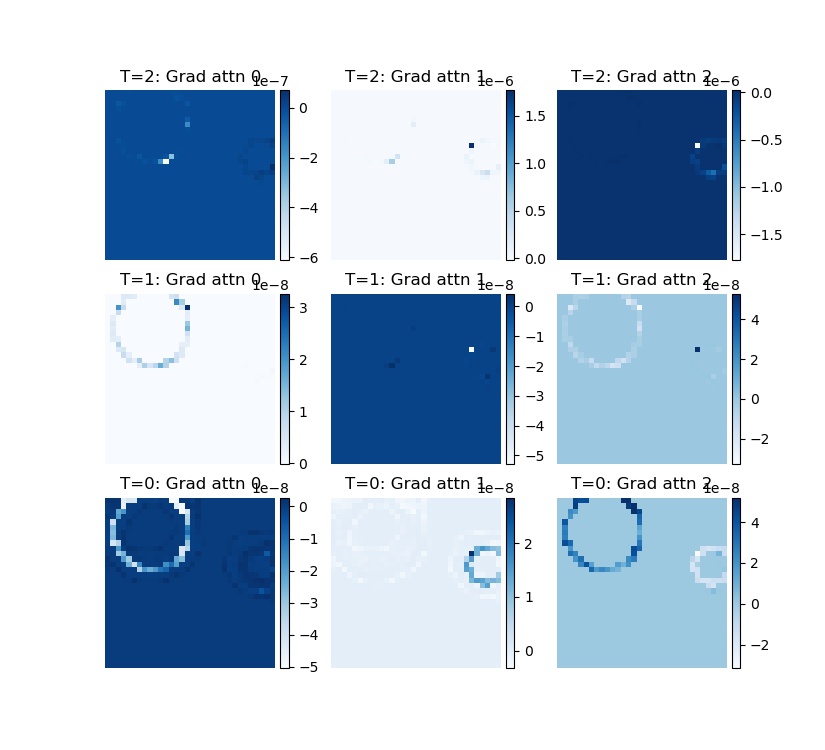 T=2: Grad attn 0
1e−7
T=2: Grad attn 1
1e−6
T=2: Grad attn 2
1e−6
0
−2
−4
−6
1.5
1.0
0.5
0.0
0.0
−0.5
−1.0
−1.5
T=1: Grad attn 0
1e−8
T=1: Grad attn 1
1e−8
T=1: Grad attn 2
1e−8
3
2
1
0
0
−1
−2
−3
−4
−5
4
2
0
−2
T=0: Grad attn 0
1e−8
T=0: Grad attn 1
1e−8
T=0: Grad attn 2
1e−8
0
−1
−2
−3
−4
−5
2
1
0
4
2
0
−2